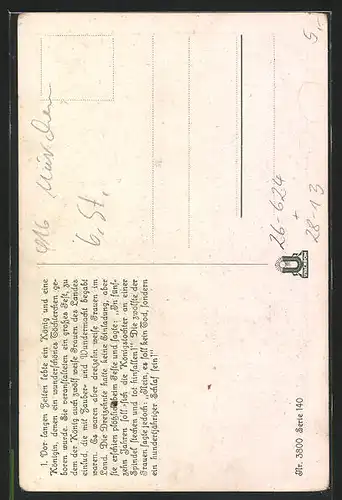 1. Vor langen Zeiten lebte ein König und eine
Königin, denen ein wunderschönes Töchterchen ge-
boren wurde. Sie veranstalteten ein großes Fest, zu
dem der König auch zwölf weise Frauen des Landes
einlud, die mit Zauber- und Wundermacht begabt
waren. Es waren aber dreizehn weise Frauen im
Land. Die Dreizehnte hatte keine Einladung, aber
sie erschien plötzlich beim Feste und sagte: „In fünf-
zehn Jahren soll sich die Königstochter an einer
Spindel stechen und tot hinfallen!" Die zwölfte der
Frauen sagte jedoch: „Nein, es soll kein Tod, sondern
ein hundertjähriger Schlaf sein!"
Nr. 3800 Serie 140
6. St.
26-624
+
28-13
5.-